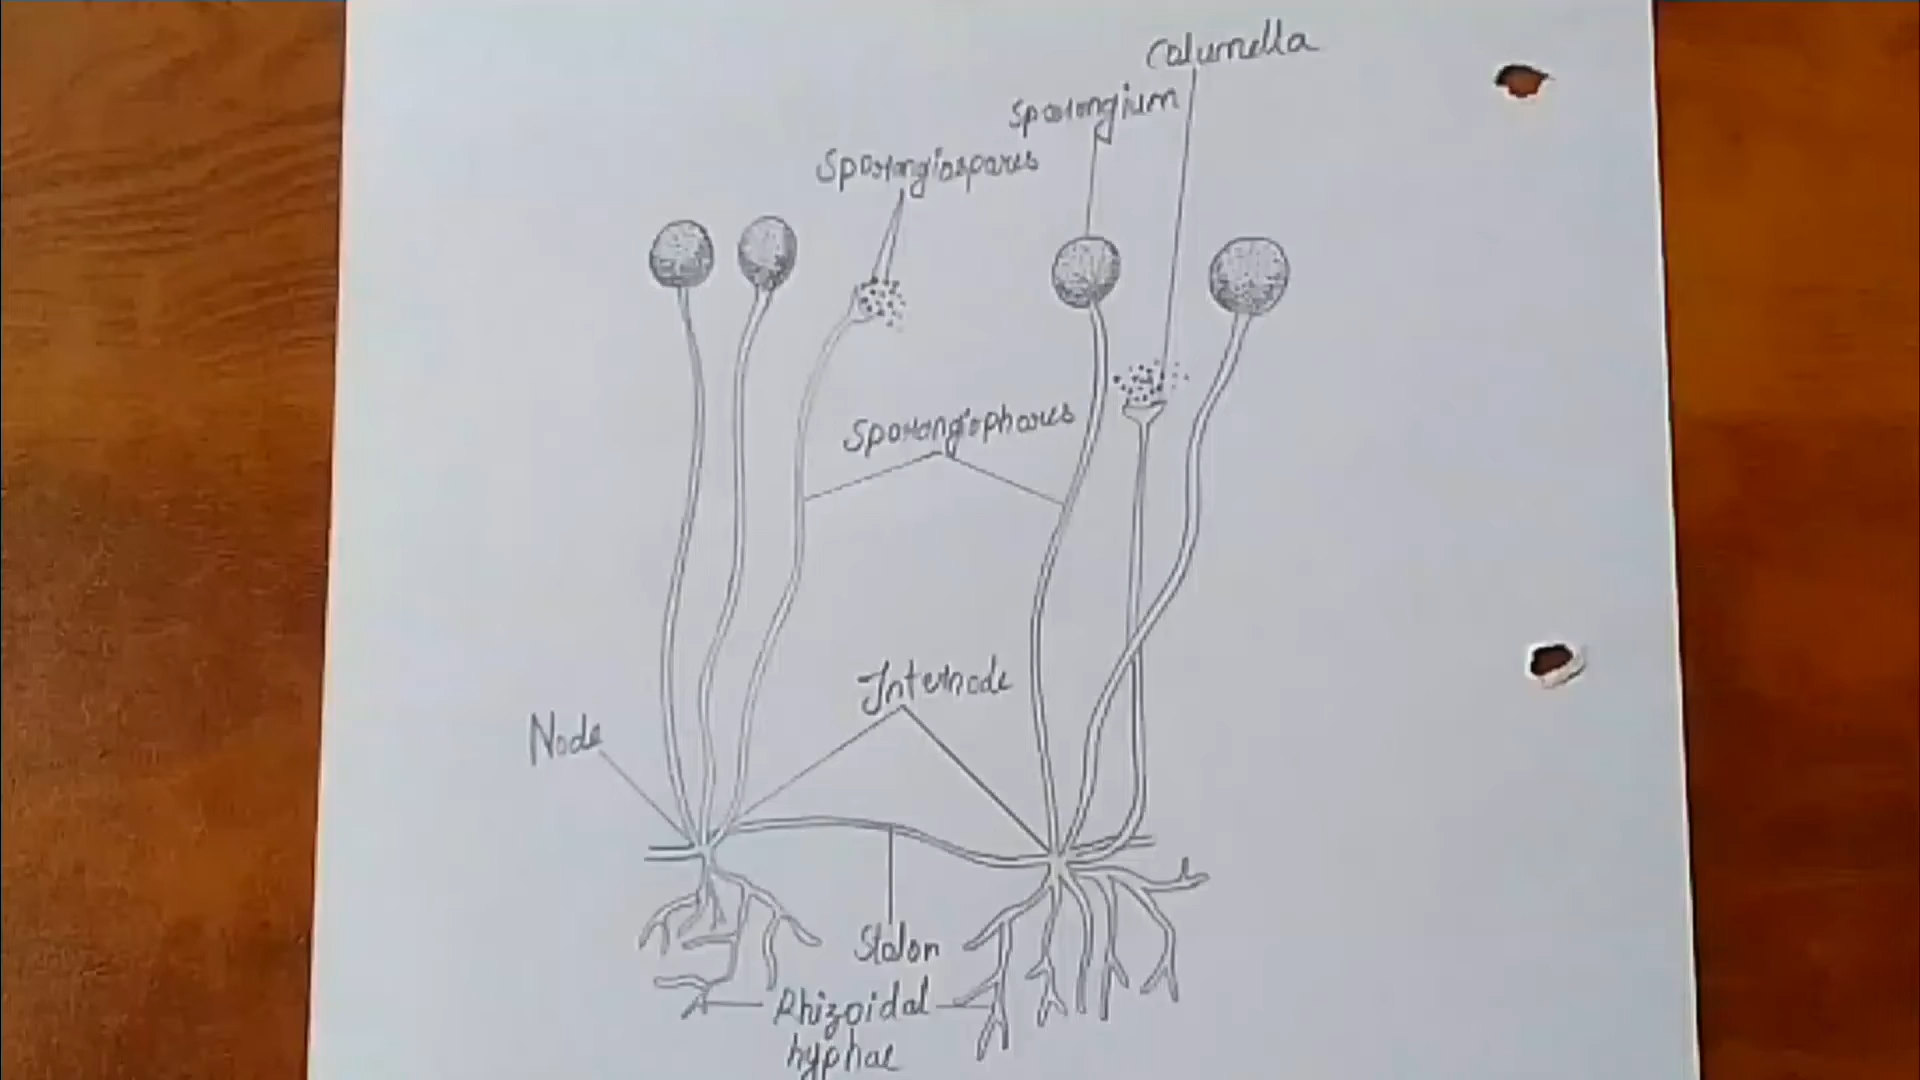 Columella
Sporangium
Sporangiospores
Sporangiophores
Internode
Node
Stolon
Rhizoidal
hyphae